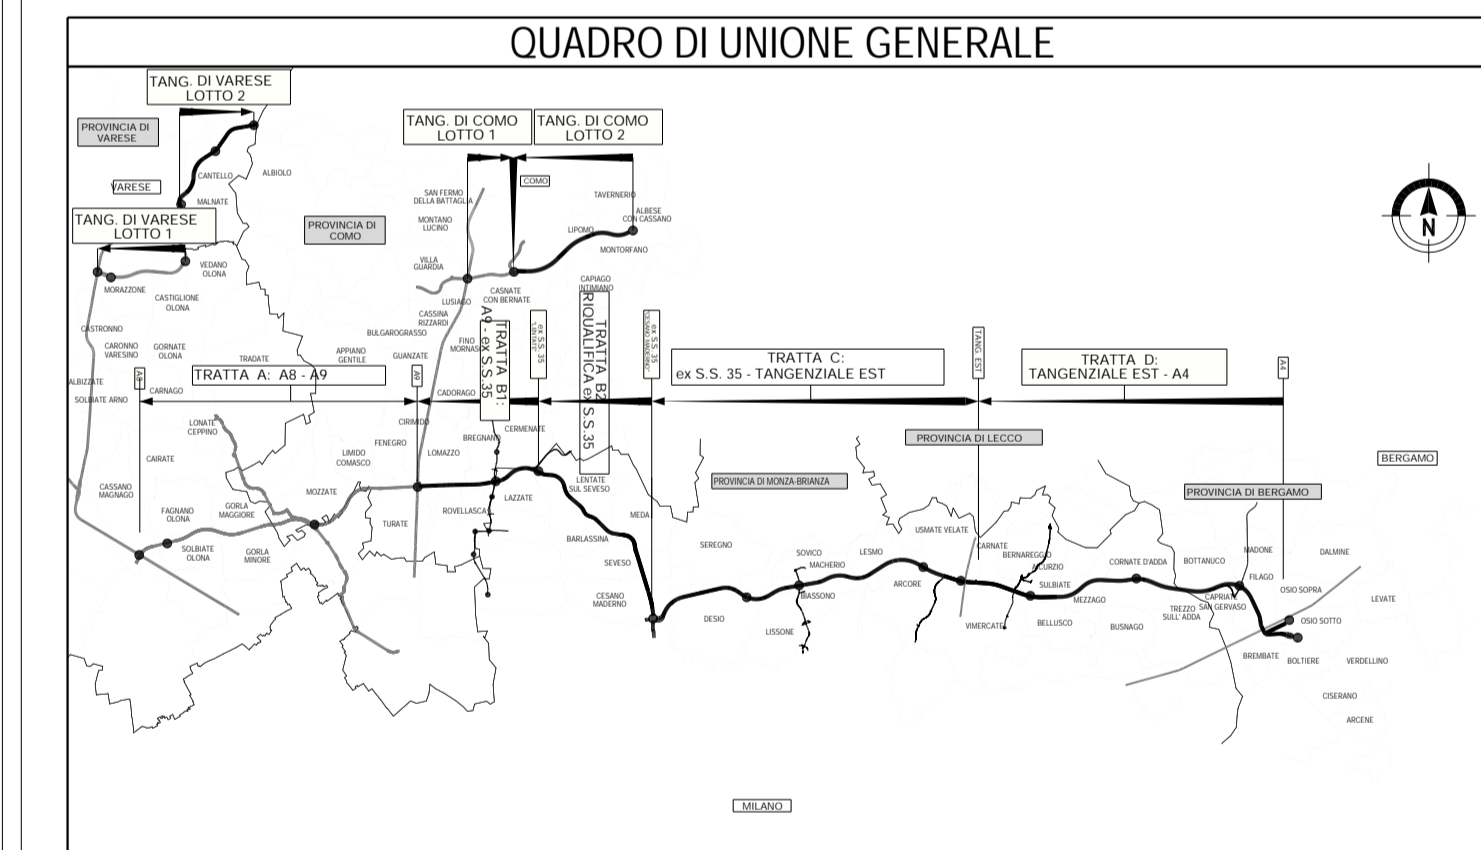 QUADRO DI UNIONE GENERALE
TANG. DI VARESE
LOTTO 2
PROVINCIA DI
VARESE
VARESE
CANTELLO
ALBIOLO
MALNATE
TANG. DI VARESE
LOTTO 1
VEDANO
OLONA
MORAZZONE
CASTIGLIONE
OLONA
PROVINCIA DI
COMO
TANG. DI COMO
LOTTO 1
TANG. DI COMO
LOTTO 2
COMO
SAN FERMO
DELLA BATTAGLIA
MONTANO
LUCINO
VILLA
GUARDIA
TAVERNERIO
ALBESE
CON CASSANO
LIPOMO
MONTORFANO
CAPIAGO
INTIMIANO
LUSIAGO
CASNATE
CON BERNATE
CASSINA
RIZZARDI
BULGAROGRASSO
FINO
MORNAS
GUANZATE
APPIANO
GENTILE
TRADATE
CASTRONNO
CARONNO
VARESINO
GORNATE
OLONA
ALBIZZATE
SOLBIATE ARNO
CARNAGO
A8
TRATTA A: A8 - A9
A9
TRATTA B1:
A9 - ex S.S.35
ex S.S. 35
"LENTATE"
TRATTA B2
RIQUALIFICA ex S.S.35
ex S.S. 35
"CESANO MADERNO"
TRATTA C:
ex S.S. 35 - TANGENZIALE EST
TANG. EST
TRATTA D:
TANGENZIALE EST - A4
A4
CADORAGO
CIRIMIDO
CERMENATE
BREGNANO
FENEGRO
LOMAZZO
LIMIDO
COMASCO
LONATE
CEPPINO
CAIRATE
CASSANO
MAGNAGO
FAGNANO
OLONA
GORLA
MAGGIORE
MOZZATE
SOLBIATE
OLONA
GORLA
MINORE
TURATE
ROVELLASCA
LAZZATE
LENTATE
SUL SEVESO
BARLASSINA
MEDA
SEVESO
CESANO
MADERNO
PROVINCIA DI MONZA-BRIANZA
PROVINCIA DI LECCO
BERGAMO
PROVINCIA DI BERGAMO
SEREGNO
DESIO
SOVICO
MACHERIO
BIASSONO
LISSONE
LESMO
ARCORE
USMATE VELATE
CARNATE
BERNAREGGIO
AICURZIO
SULBIATE
VIMERCATE
BELLUSCO
MEZZAGO
CORNATE D'ADDA
BUSNAGO
BOTTANUCO
TREZZO
SULL' ADDA
CAPRIATE
SAN GERVASO
MADONE
FILAGO
DALMINE
OSIO SOPRA
LEVATE
OSIO SOTTO
BREMBATE
BOLTIERE
VERDELLINO
CISERANO
ARCENE
MILANO
N